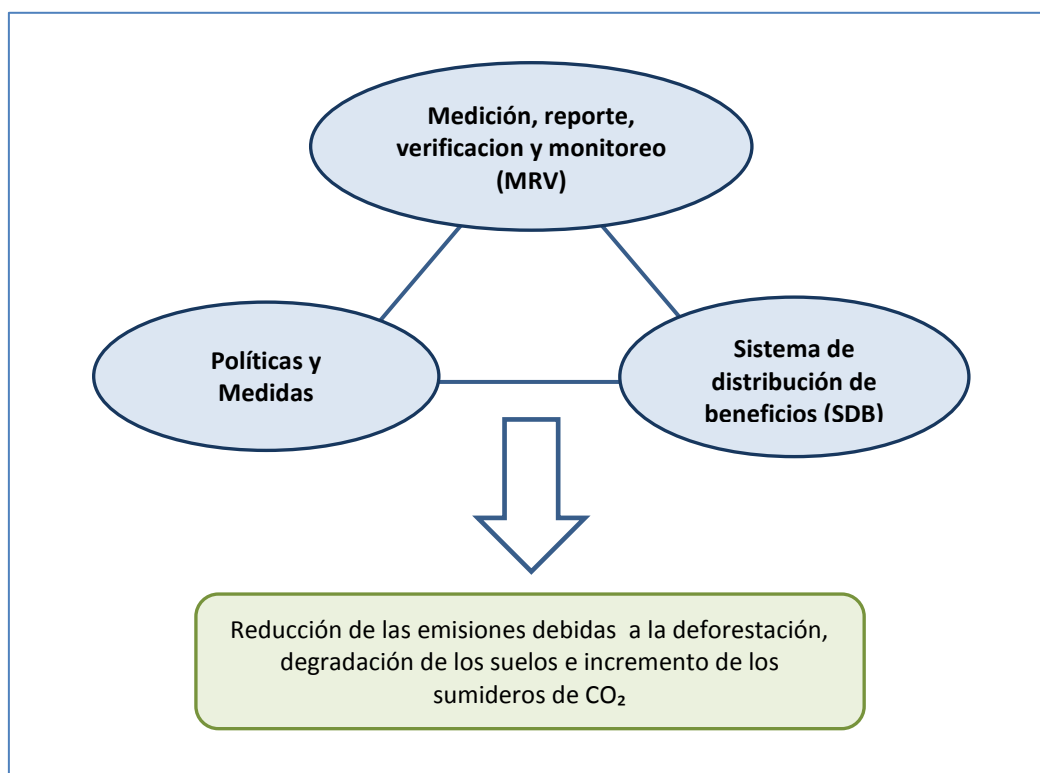 Medición, reporte,
verificacion y monitoreo
(MRV)
Políticas y
Medidas
Sistema de
distribución de
beneficios (SDB)
Reducción de las emisiones debidas  a la deforestación,
degradación de los suelos e incremento de los
sumideros de CO₂